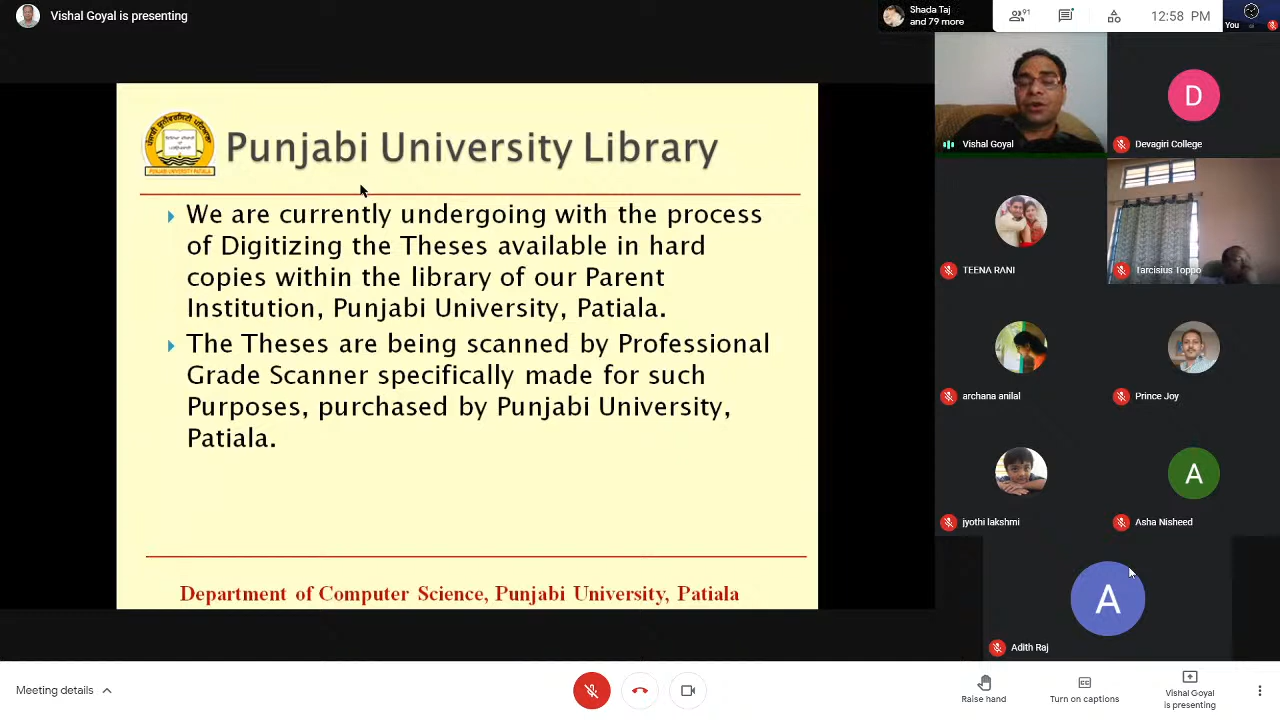 Vishal Goyal is presenting
Shada Taj
and 79 more
91
12:58 PM
You
Punjabi University Library
PUNJABI UNIVERSITY PATIALA
We are currently undergoing with the process
of Digitizing the Theses available in hard
copies within the library of our Parent
Institution, Punjabi University, Patiala.
The Theses are being scanned by Professional
Grade Scanner specifically made for such
Purposes, purchased by Punjabi University,
Patiala.
Department of Computer Science, Punjabi University, Patiala
Vishal Goyal
D
Devagiri College
TEENA RANI
Tarcisius Toppo
archana anilal
Prince Joy
jyothi lakshmi
A
Asha Nisheed
A
Adith Raj
Meeting details
Raise hand
Turn on captions
Vishal Goyal
is presenting